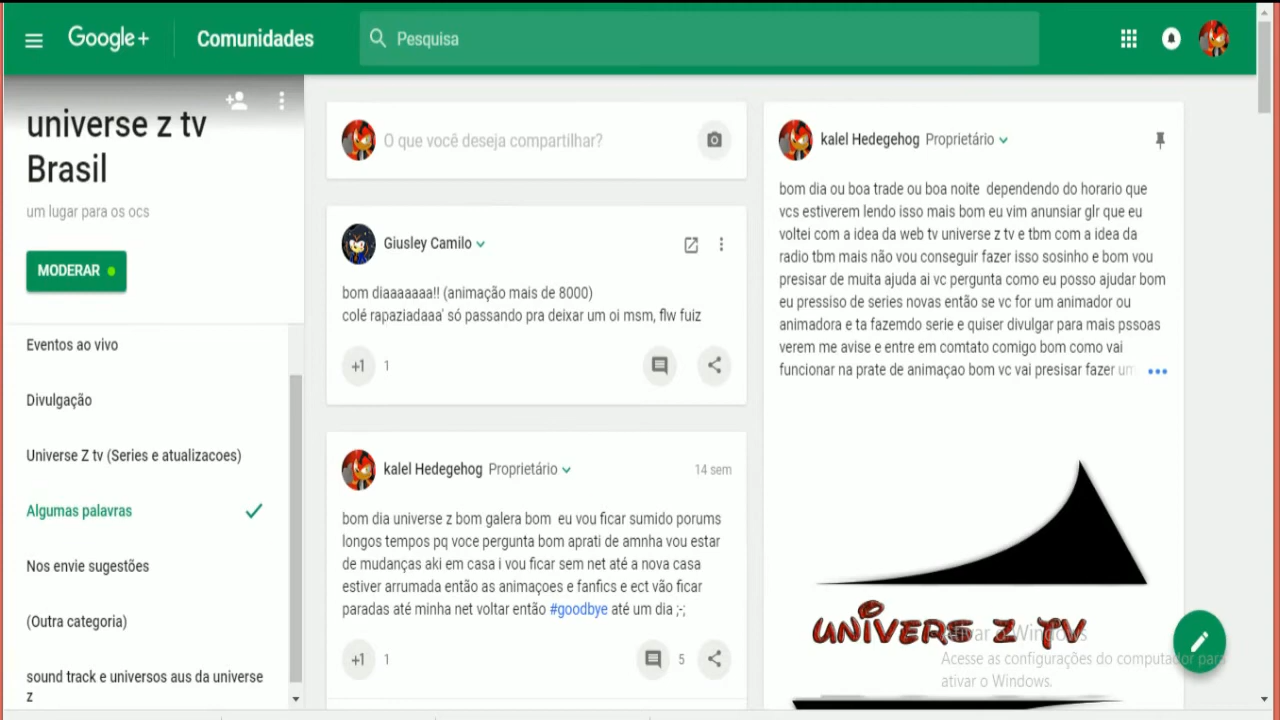 Google+
Comunidades
Pesquisa
universe z tv
Brasil
um lugar para os ocs
MODERAR
Eventos ao vivo
Divulgação
Universe Z tv (Series e atualizacoes)
Algumas palavras
Nos envie sugestões
(Outra categoria)
sound track e universos aus da universe
z
O que você deseja compartilhar?
Giusley Camilo
bom diaaaaaaa!! (animação mais de 8000)
colé rapaziadaaa' só passando pra deixar um oi msm, flw fuiz
+1 1
kalel Hedegehog Proprietário 14 sem
bom dia universe z bom galera bom eu vou ficar sumido porums
longos tempos pq voce pergunta bom aprati de amnha vou estar
de mudanças aki em casa i vou ficar sem net até a nova casa
estiver arrumada então as animaçoes e fanfics e ect vão ficar
paradas até minha net voltar então #goodbye até um dia ;-;
+1 1 5
kalel Hedegehog Proprietário
bom dia ou boa trade ou boa noite dependendo do horario que
vcs estiverem lendo isso mais bom eu vim anunsiar glr que eu
voltei com a idea da web tv universe z tv e tbm com a idea da
radio tbm mais não vou conseguir fazer isso sosinho e bom vou
presisar de muita ajuda ai vc pergunta como eu posso ajudar bom
eu pressiso de series novas então se vc for um animador ou
animadora e ta fazemdo serie e quiser divulgar para mais pssoas
verem me avise e entre em comtato comigo bom como vai
funcionar na prate de animaçao bom vc vai presisar fazer um
UNIVERS Z TV
Ativar o Windows
Acesse as configurações do computador para
ativar o Windows.